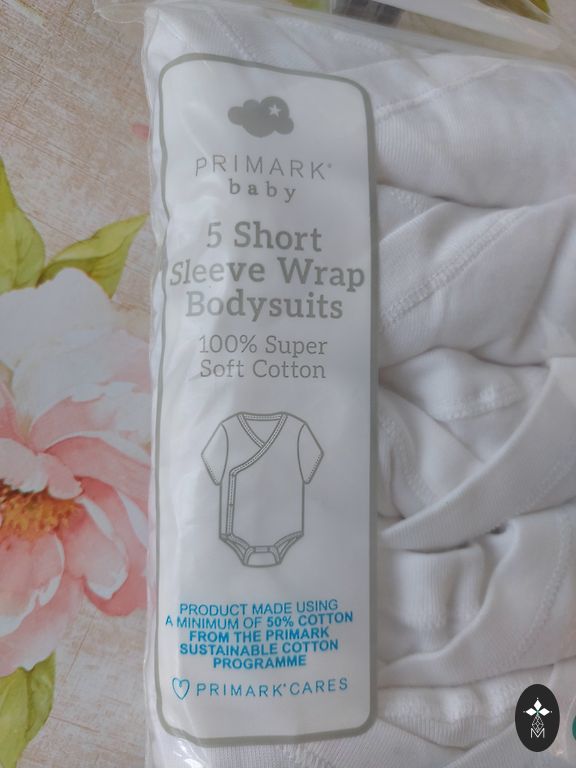 PRIMARK®
baby
5 Short
Sleeve Wrap
Bodysuits
100% Super
Soft Cotton
PRODUCT MADE USING
A MINIMUM OF 50% COTTON
FROM THE PRIMARK
SUSTAINABLE COTTON
PROGRAMME
PRIMARK® CARES
M